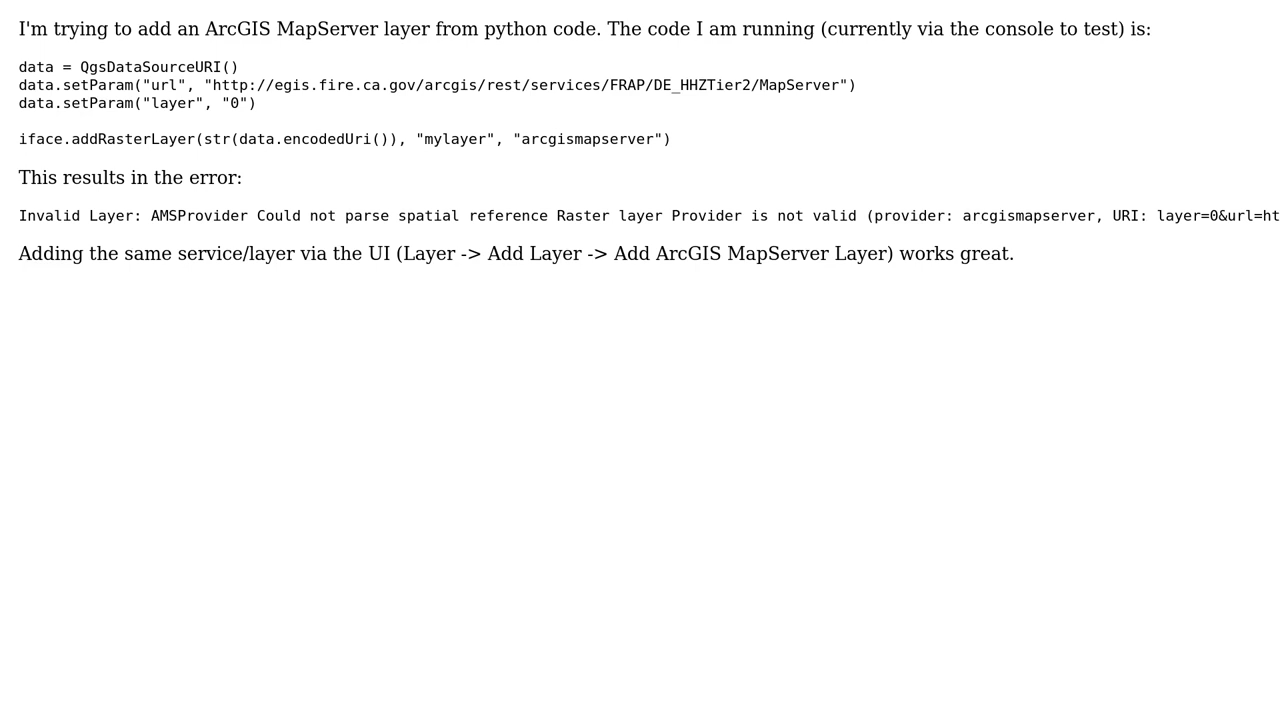 I'm trying to add an ArcGIS MapServer layer from python code. The code I am running (currently via the console to test) is:
data = QgsDataSourceURI()
data.setParam("url", "http://egis.fire.ca.gov/arcgis/rest/services/FRAP/DE_HHZTier2/MapServer")
data.setParam("layer", "0")
iface.addRasterLayer(str(data.encodedUri()), "mylayer", "arcgismapserver")
This results in the error:
Invalid Layer: AMSProvider Could not parse spatial reference Raster layer Provider is not valid (provider: arcgismapserver, URI: layer=0&url=ht
Adding the same service/layer via the UI (Layer -> Add Layer -> Add ArcGIS MapServer Layer) works great.